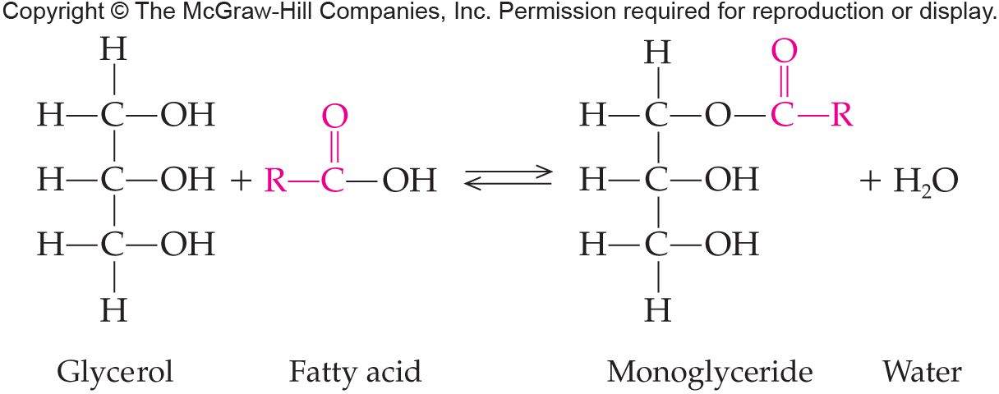 Copyright © The McGraw-Hill Companies, Inc. Permission required for reproduction or display.
H H O
H—C—OH O H—C—O—C—R
H—C—OH + R—C—OH ⇌ H—C—OH + H₂O
H—C—OH H—C—OH
H H
Glycerol Fatty acid Monoglyceride Water